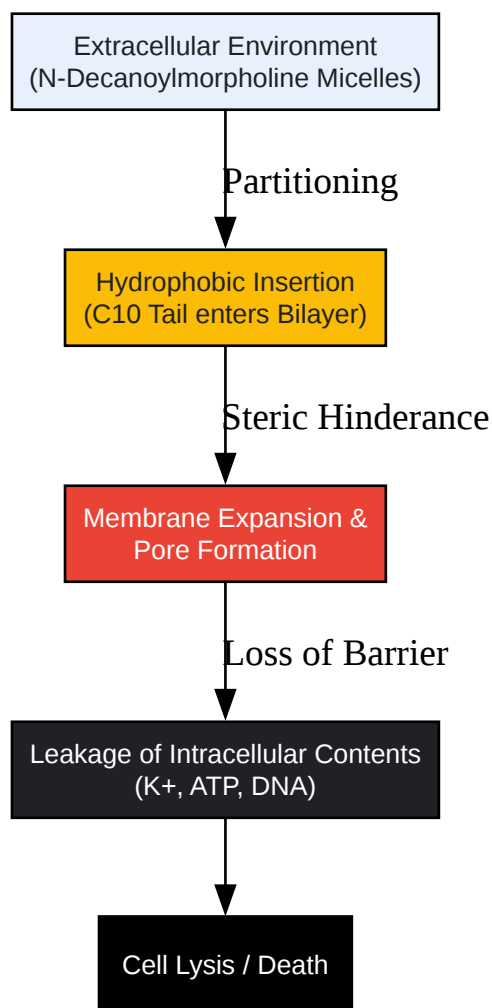 Extracellular Environment
(N-Decanoylmorpholine Micelles)
Partitioning
Hydrophobic Insertion
(C10 Tail enters Bilayer)
Steric Hinderance
Membrane Expansion &
Pore Formation
Loss of Barrier
Leakage of Intracellular Contents
(K+, ATP, DNA)
Cell Lysis / Death